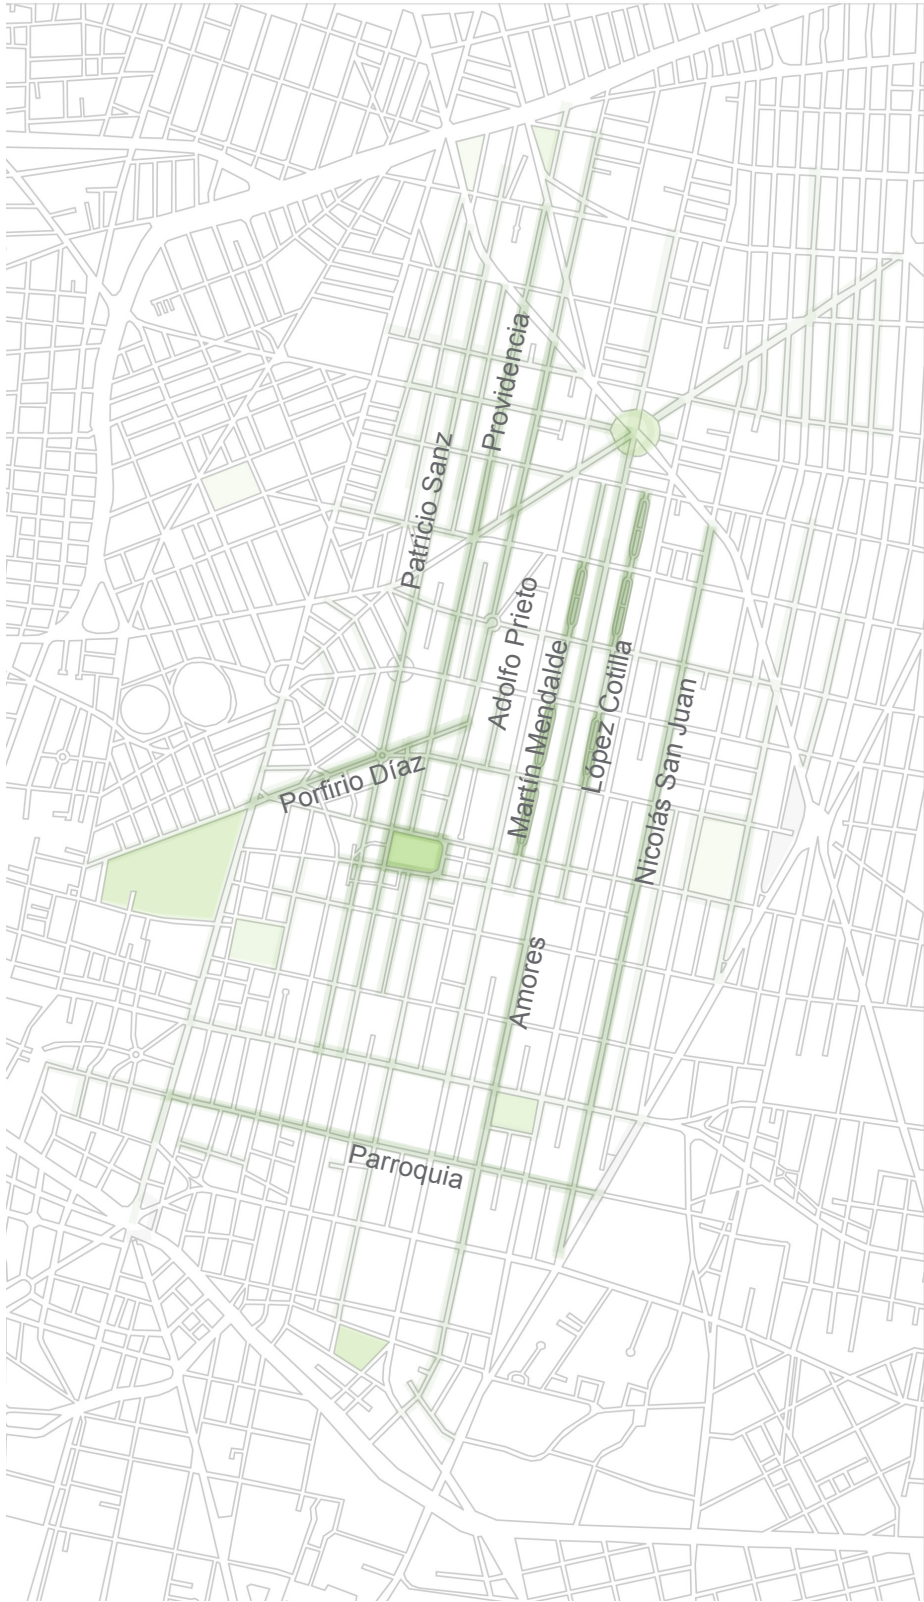 Providencia
Patricio Sanz
Adolfo Prieto
Martín Mendalde
López Cotilla
Nicolás San Juan
Porfirio Díaz
Amores
Parroquia